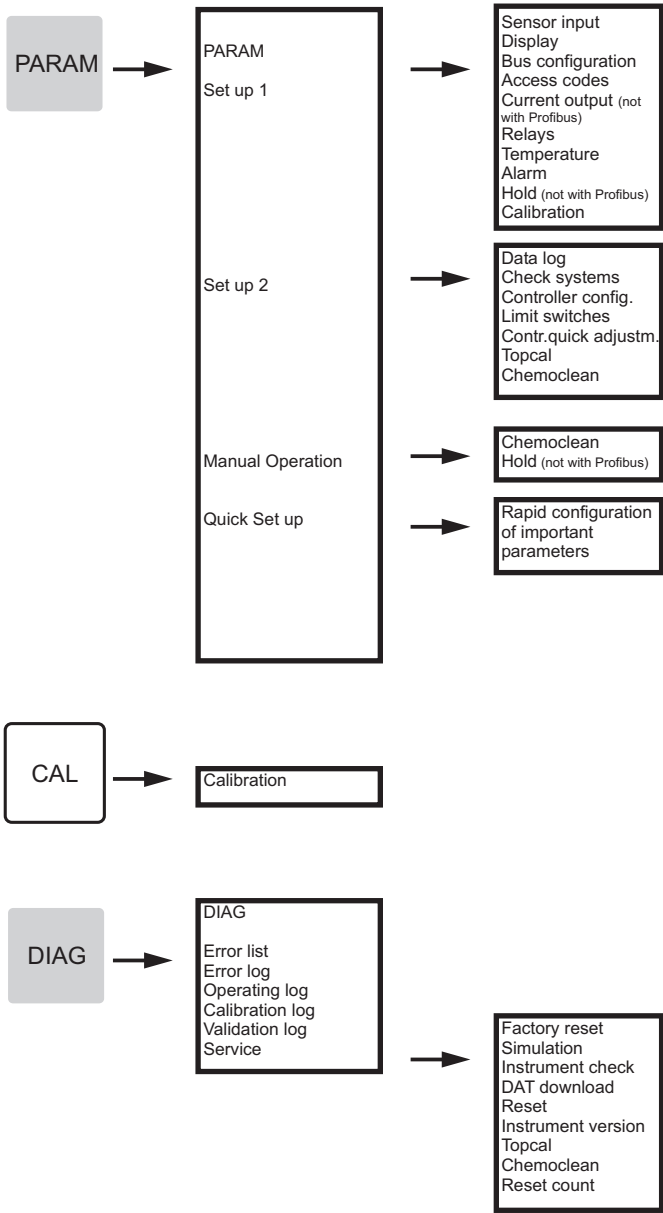 PARAM
PARAM
Set up 1
Sensor input
Display
Bus configuration
Access codes
Current output (not
with Profibus)
Relays
Temperature
Alarm
Hold (not with Profibus)
Calibration
Set up 2
Data log
Check systems
Controller config.
Limit switches
Contr.quick adjustm.
Topcal
Chemoclean
Manual Operation
Chemoclean
Hold (not with Profibus)
Quick Set up
Rapid configuration
of important
parameters
CAL
Calibration
DIAG
DIAG
Error list
Error log
Operating log
Calibration log
Validation log
Service
Factory reset
Simulation
Instrument check
DAT download
Reset
Instrument version
Topcal
Chemoclean
Reset count